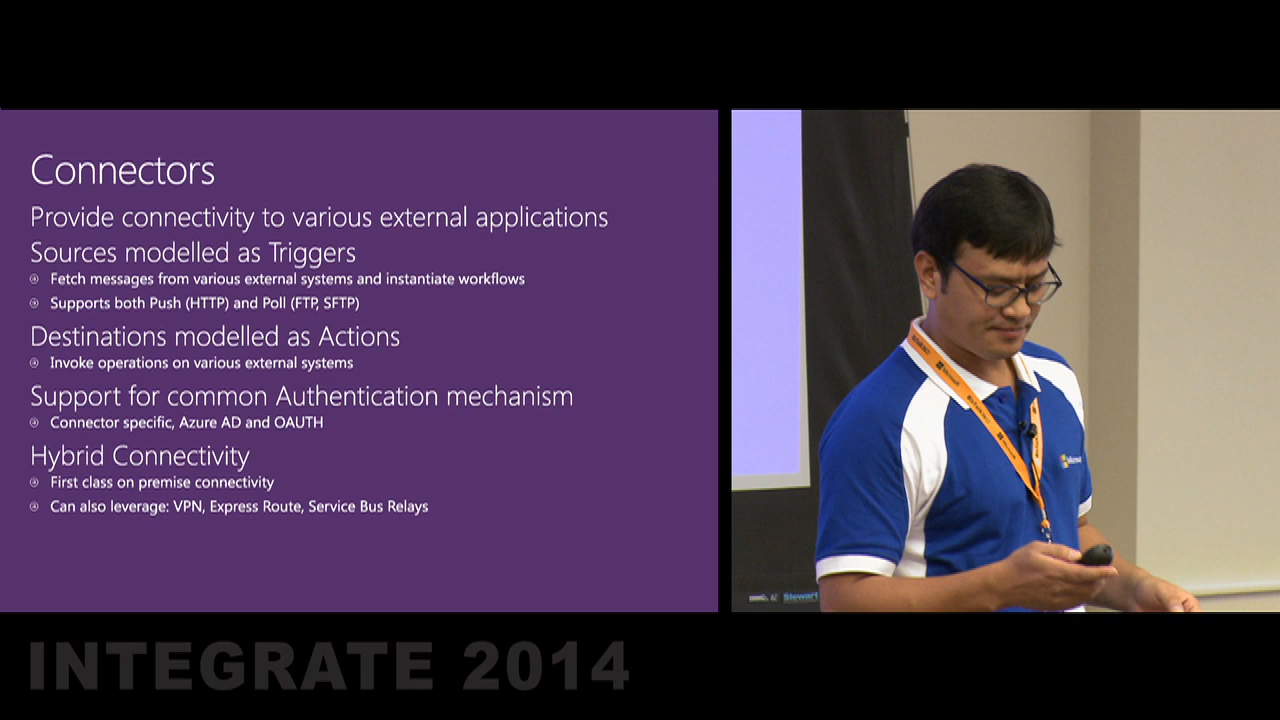 Connectors
Provide connectivity to various external applications
Sources modelled as Triggers
Fetch messages from various external systems and instantiate workflows
Supports both Push (HTTP) and Poll (FTP, SFTP)
Destinations modelled as Actions
Invoke operations on various external systems
Support for common Authentication mechanism
Connector specific, Azure AD and OAUTH
Hybrid Connectivity
First class on premise connectivity
Can also leverage: VPN, Express Route, Service Bus Relays
Microsoft
Stewart
INTEGRATE 2014